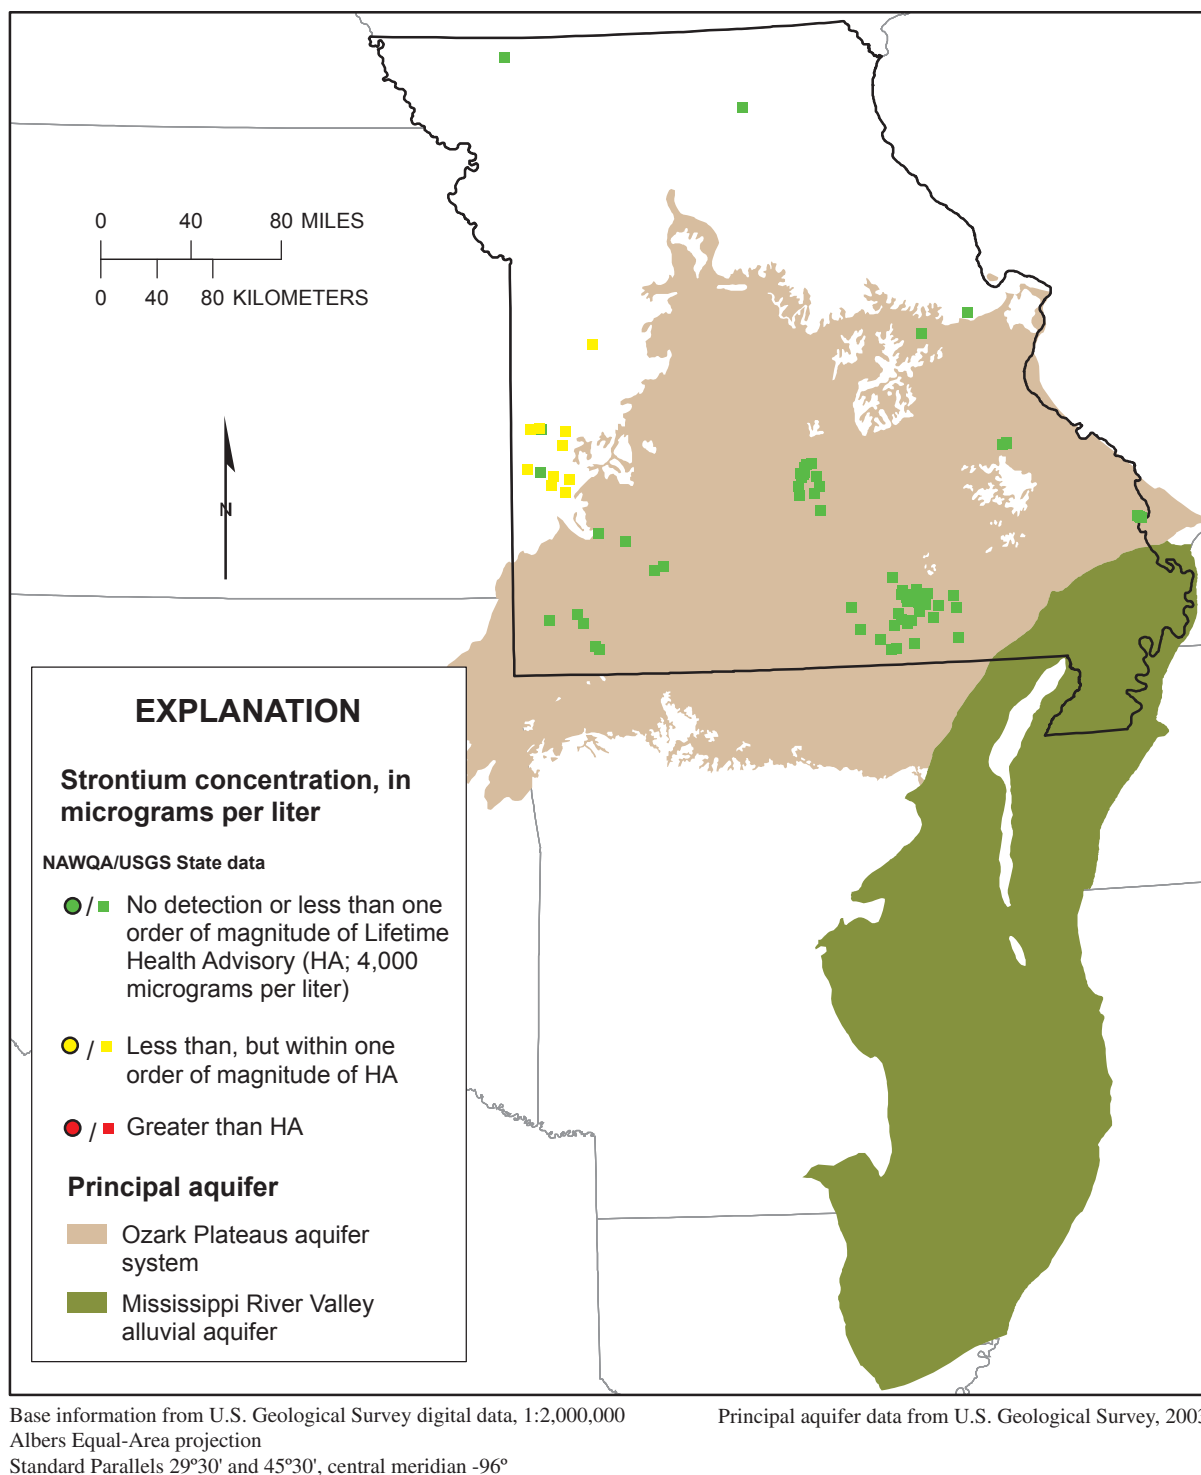 0 40 80 MILES
0 40 80 KILOMETERS
N
EXPLANATION
Strontium concentration, in
micrograms per liter
NAWQA/USGS State data
/ No detection or less than one
order of magnitude of Lifetime
Health Advisory (HA; 4,000
micrograms per liter)
/ Less than, but within one
order of magnitude of HA
/ Greater than HA
Principal aquifer
Ozark Plateaus aquifer
system
Mississippi River Valley
alluvial aquifer
Base information from U.S. Geological Survey digital data, 1:2,000,000
Albers Equal-Area projection
Standard Parallels 29º30' and 45º30', central meridian -96º
Principal aquifer data from U.S. Geological Survey, 2003